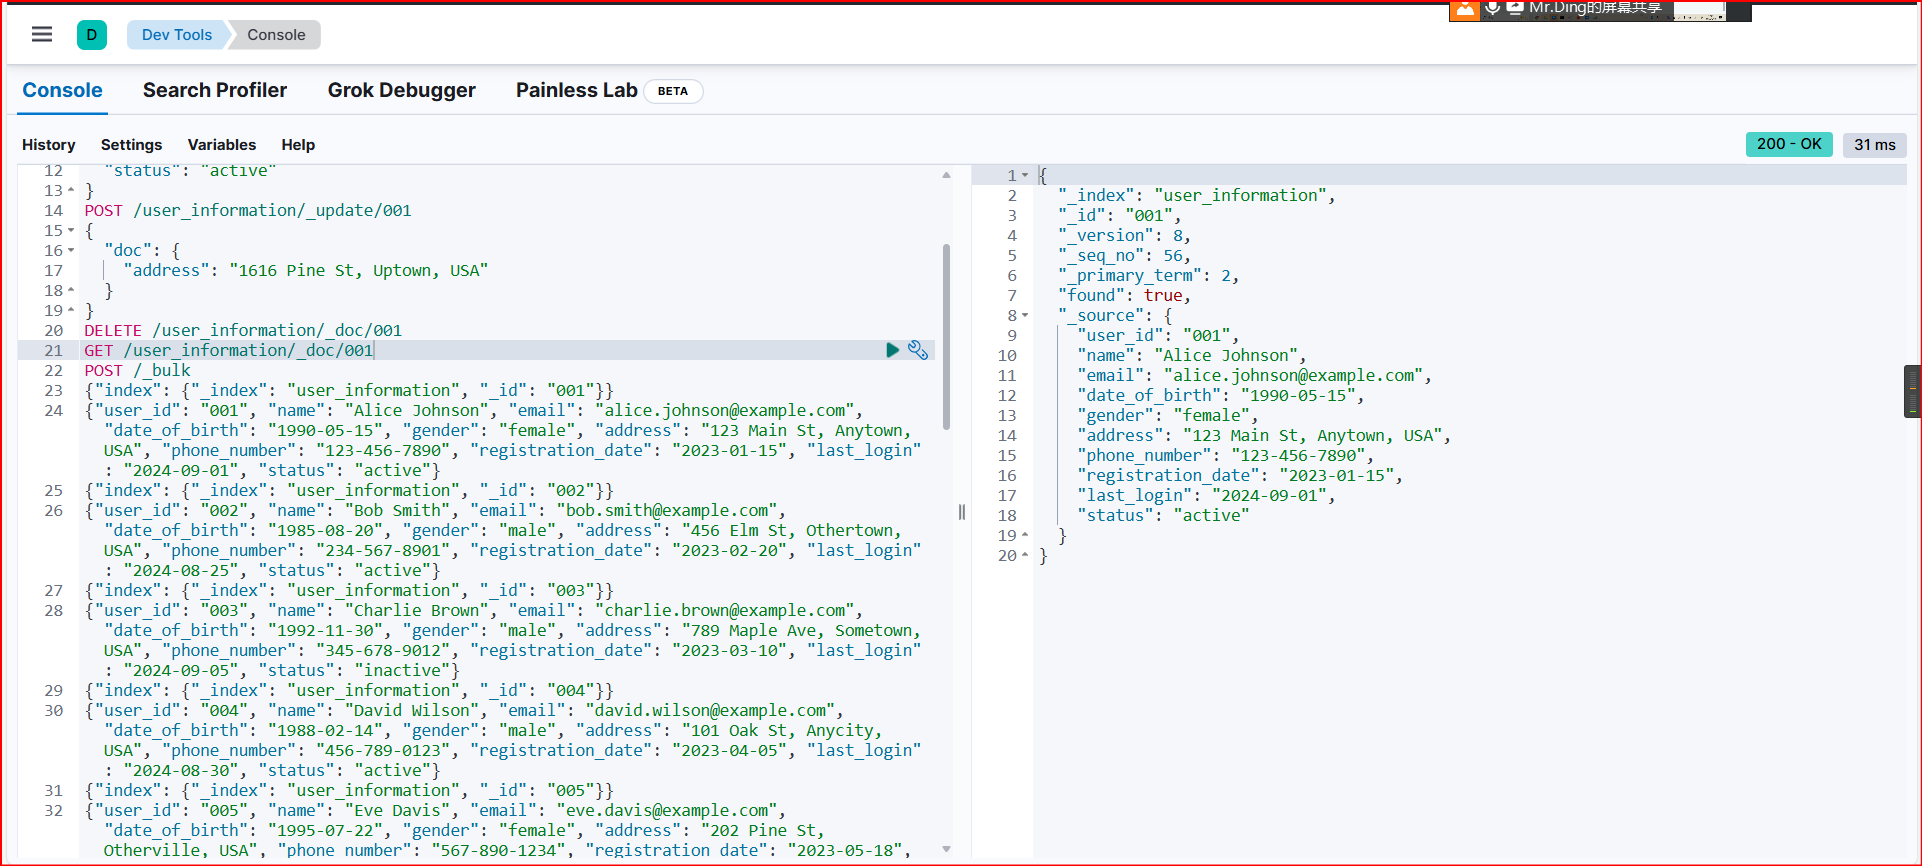 Mr.Ding的屏幕共享
D
Dev Tools
Console
Console
Search Profiler
Grok Debugger
Painless Lab
BETA
History
Settings
Variables
Help
200 - OK
31 ms
12 "status": "active"
13 }
14 POST /user_information/_update/001
15 {
16 "doc": {
17 "address": "1616 Pine St, Uptown, USA"
18 }
19 }
20 DELETE /user_information/_doc/001
21 GET /user_information/_doc/001
22 POST /_bulk
23 {"index": {"_index": "user_information", "_id": "001"}}
24 {"user_id": "001", "name": "Alice Johnson", "email": "alice.johnson@example.com",
"date_of_birth": "1990-05-15", "gender": "female", "address": "123 Main St, Anytown,
USA", "phone_number": "123-456-7890", "registration_date": "2023-01-15", "last_login"
: "2024-09-01", "status": "active"}
25 {"index": {"_index": "user_information", "_id": "002"}}
26 {"user_id": "002", "name": "Bob Smith", "email": "bob.smith@example.com",
"date_of_birth": "1985-08-20", "gender": "male", "address": "456 Elm St, Othertown,
USA", "phone_number": "234-567-8901", "registration_date": "2023-02-20", "last_login"
: "2024-08-25", "status": "active"}
27 {"index": {"_index": "user_information", "_id": "003"}}
28 {"user_id": "003", "name": "Charlie Brown", "email": "charlie.brown@example.com",
"date_of_birth": "1992-11-30", "gender": "male", "address": "789 Maple Ave, Sometown,
USA", "phone_number": "345-678-9012", "registration_date": "2023-03-10", "last_login"
: "2024-09-05", "status": "inactive"}
29 {"index": {"_index": "user_information", "_id": "004"}}
30 {"user_id": "004", "name": "David Wilson", "email": "david.wilson@example.com",
"date_of_birth": "1988-02-14", "gender": "male", "address": "101 Oak St, Anycity,
USA", "phone_number": "456-789-0123", "registration_date": "2023-04-05", "last_login"
: "2024-08-30", "status": "active"}
31 {"index": {"_index": "user_information", "_id": "005"}}
32 {"user_id": "005", "name": "Eve Davis", "email": "eve.davis@example.com",
"date_of_birth": "1995-07-22", "gender": "female", "address": "202 Pine St,
Otherville, USA", "phone_number": "567-890-1234", "registration_date": "2023-05-18",
1 {
2 "_index": "user_information",
3 "_id": "001",
4 "_version": 8,
5 "_seq_no": 56,
6 "_primary_term": 2,
7 "found": true,
8 "_source": {
9 "user_id": "001",
10 "name": "Alice Johnson",
11 "email": "alice.johnson@example.com",
12 "date_of_birth": "1990-05-15",
13 "gender": "female",
14 "address": "123 Main St, Anytown, USA",
15 "phone_number": "123-456-7890",
16 "registration_date": "2023-01-15",
17 "last_login": "2024-09-01",
18 "status": "active"
19 }
20 }